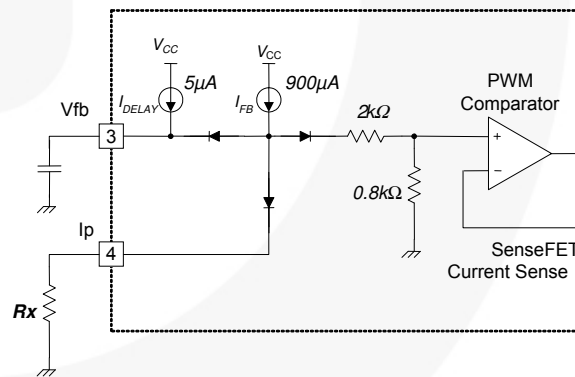 VCC
5μA
IDELAY
VCC
900μA
IFB
Vfb
3
2kΩ
PWM
Comparator
+
−
0.8kΩ
Ip
4
SenseFET
Current Sense
Rx